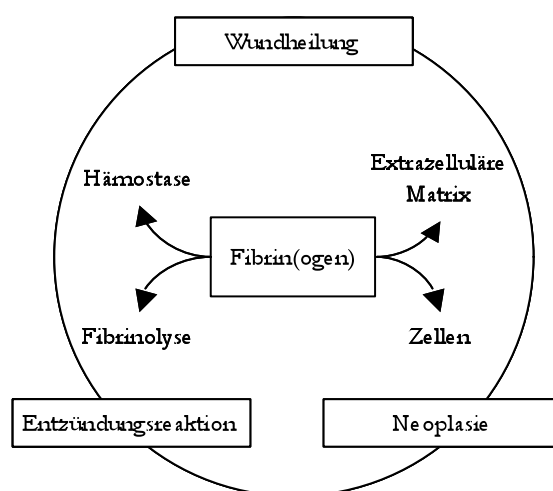 Wundheilung
Hämostase
Extrazelluläre
Matrix
Fibrin(ogen)
Fibrinolyse
Zellen
Entzündungsreaktion
Neoplasie